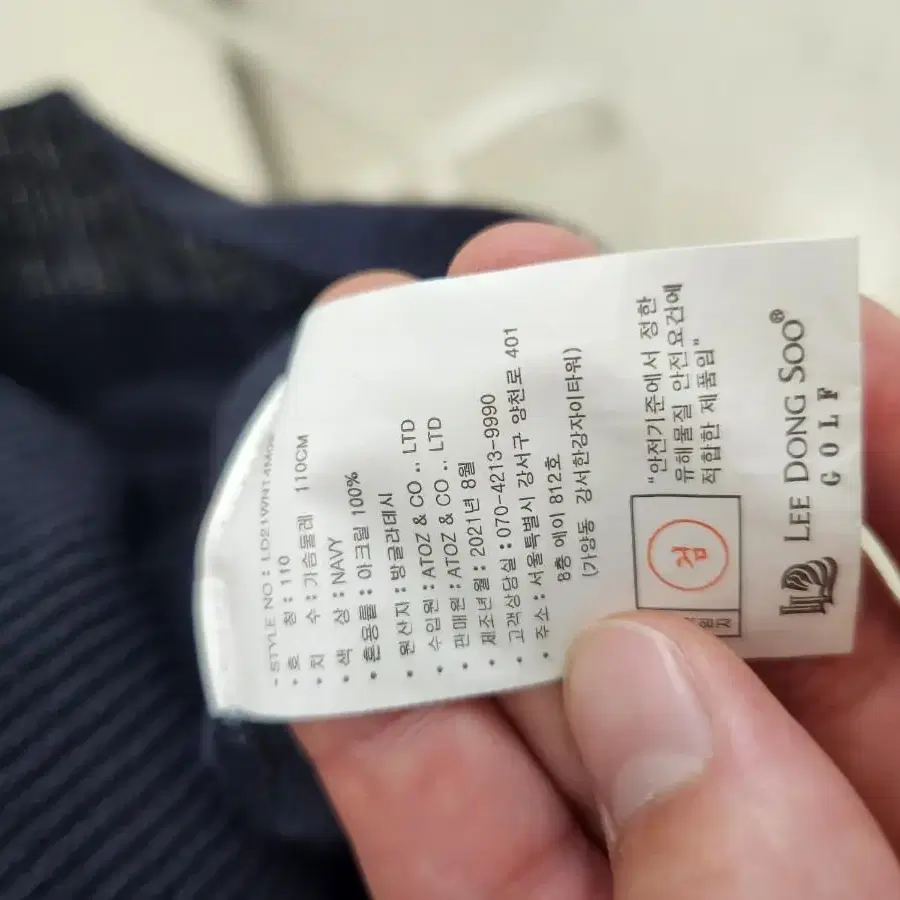 LEE DONG SOO®
GOLF
"안전기준에서 정한
유해물질 안전요건에
적합한 제품임"
검
- STYLE NO : LD21WNT4M0
• 호 칭 : 110
• 치 수 : 가슴둘레 110CM
• 색 상 : NAVY
• 혼용률 : 아크릴 100%
• 원산지 : 방글라데시
• 수입원 : ATOZ & CO ., LTD
• 판매원 : ATOZ & CO ., LTD
• 제조년월 : 2021년 8월
• 고객상담실 : 070-4213-9990
• 주소 : 서울특별시 강서구 양천로 401
8층 에이 812호
(가양동 강서한강자이타워)